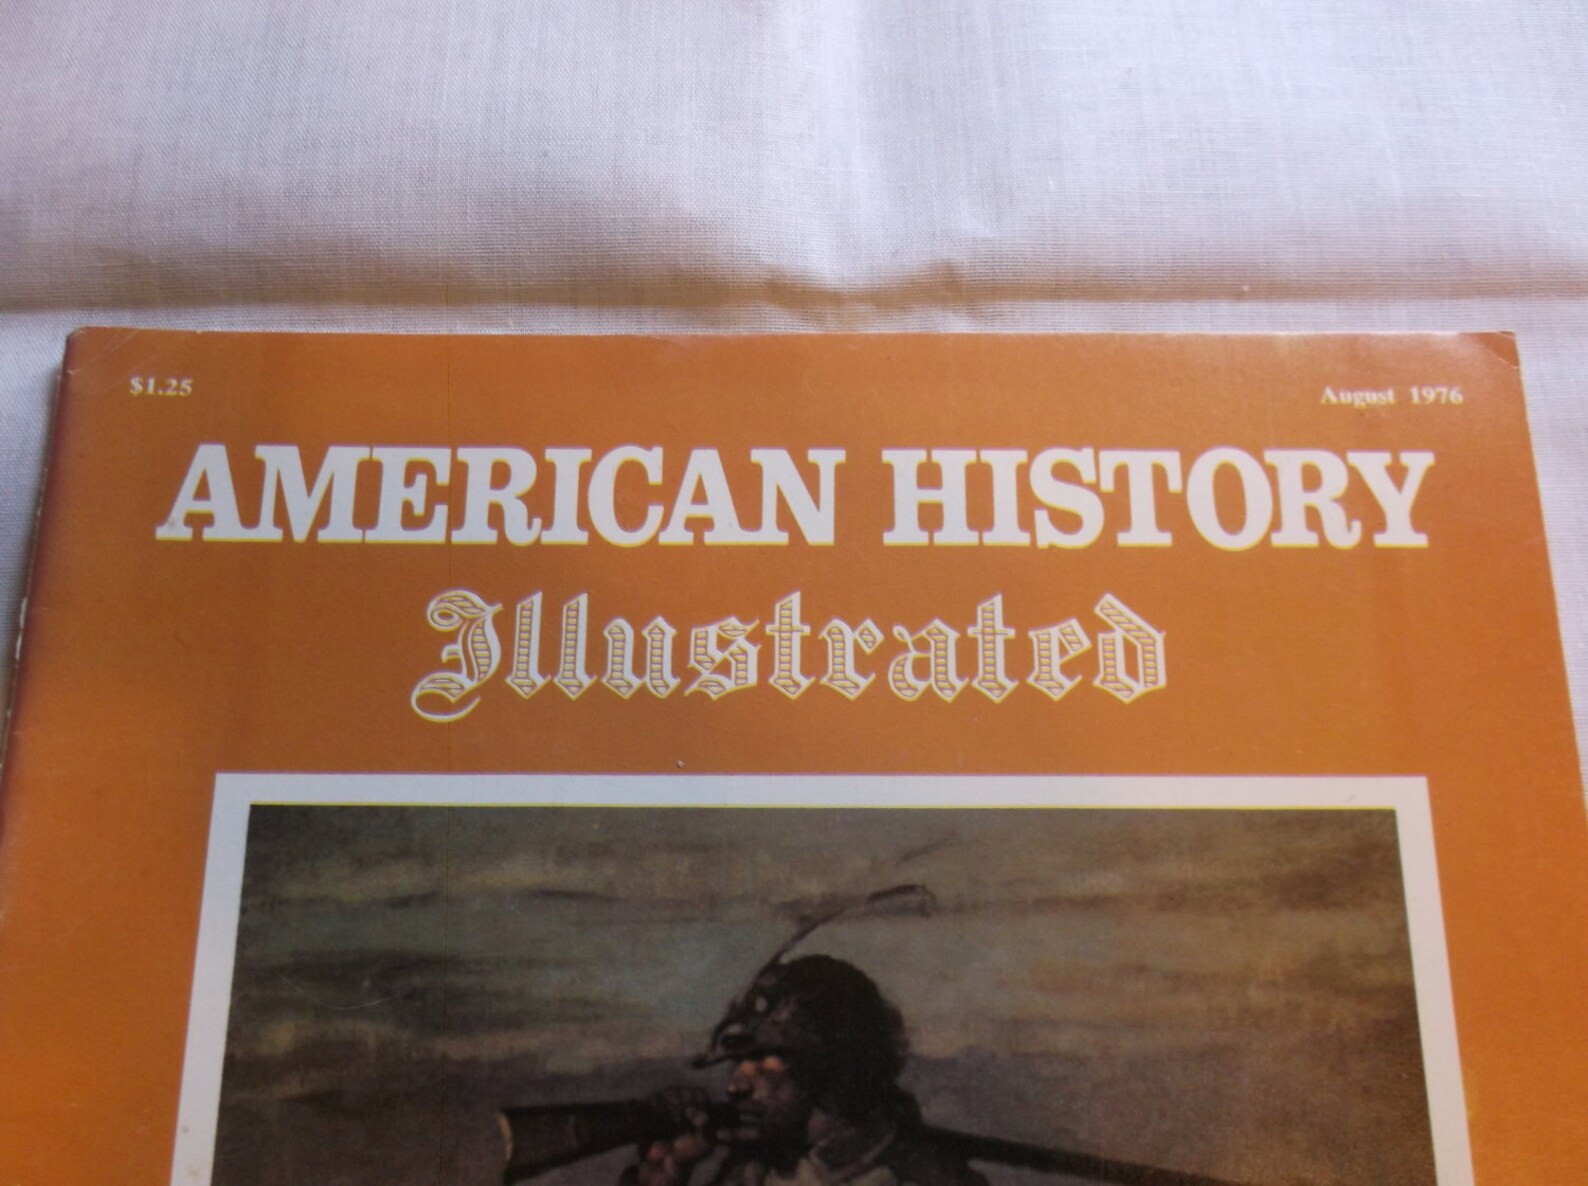 $1.25
August 1976
AMERICAN HISTORY
Illustrated